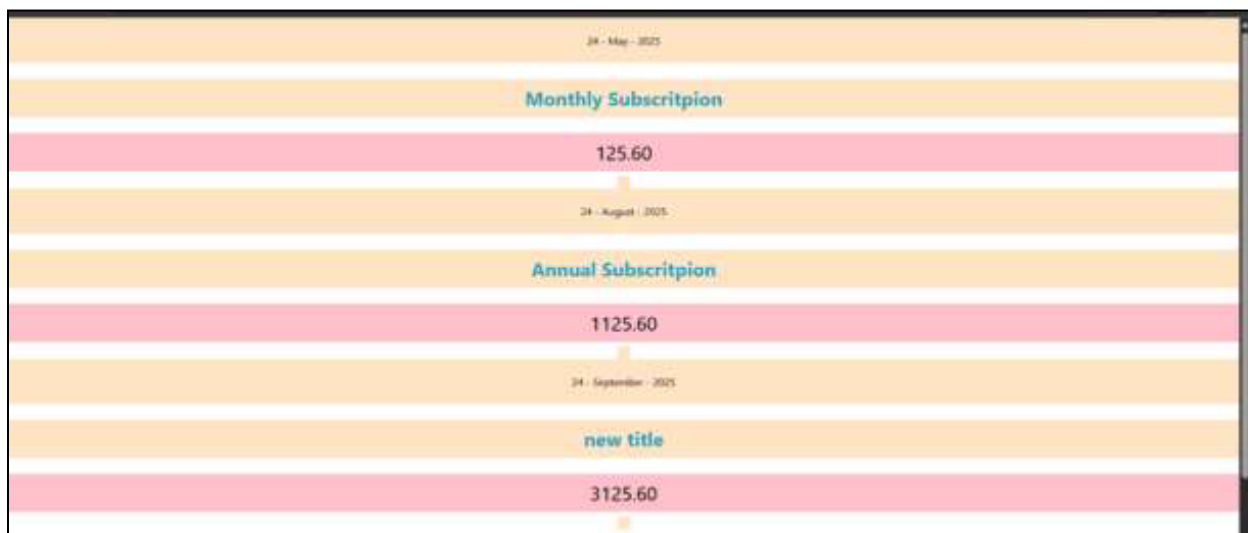 24 - May - 2025
Monthly Subscritpion
125.60
24 - August - 2025
Annual Subscritpion
1125.60
24 - September - 2025
new title
3125.60